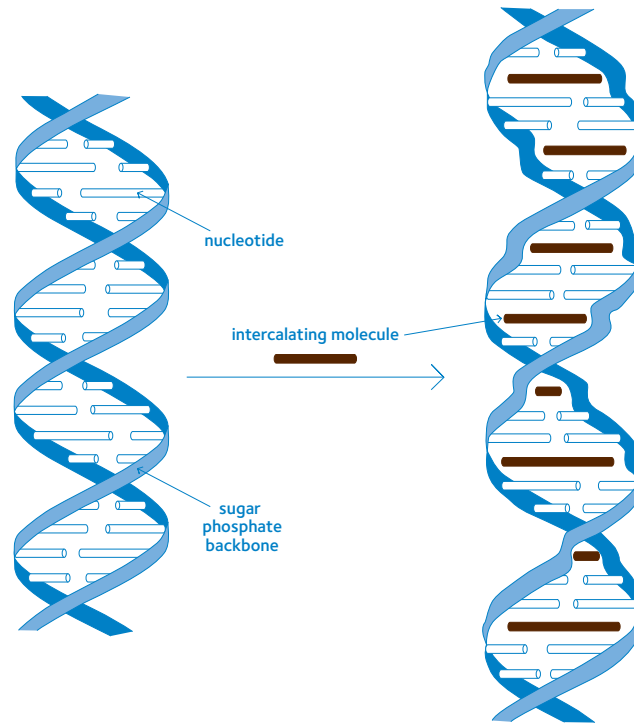 nucleotide
intercalating molecule
sugar
phosphate
backbone